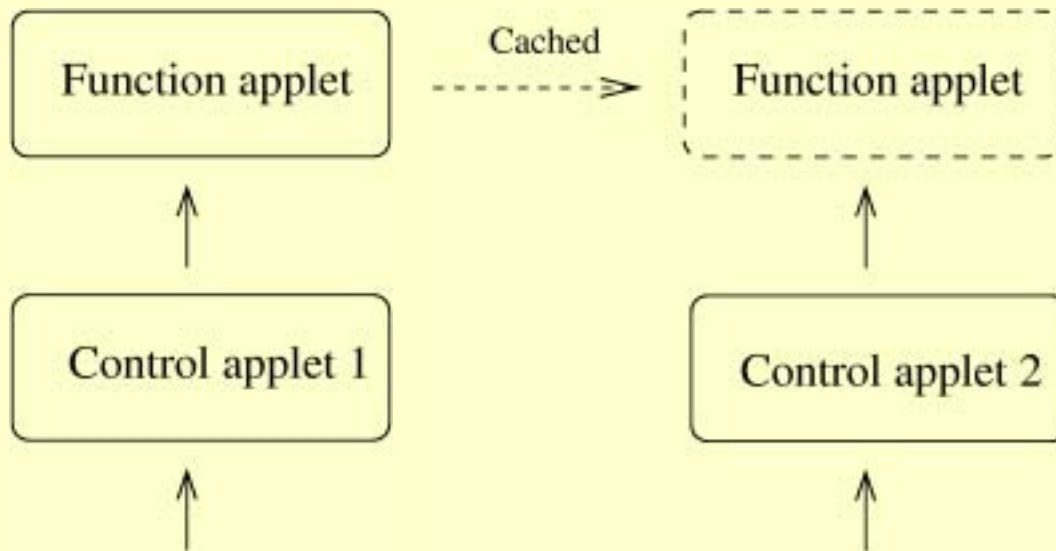 Cached
Function applet
Function applet
Control applet 1
Control applet 2